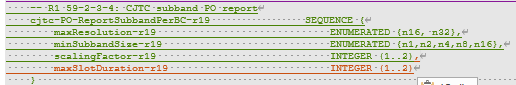 -- R1 59-2-3-4: CJTC subband PO report
cjtc-PO-ReportSubbandPerBC-r19 SEQUENCE {
maxResolution-r19 ENUMERATED {n16, n32},
minSubbandSize-r19 ENUMERATED {n1,n2,n4,n8,n16},
scalingFactor-r19 INTEGER (1..2),
maxSlotDuration-r19 INTEGER (1..2)
}